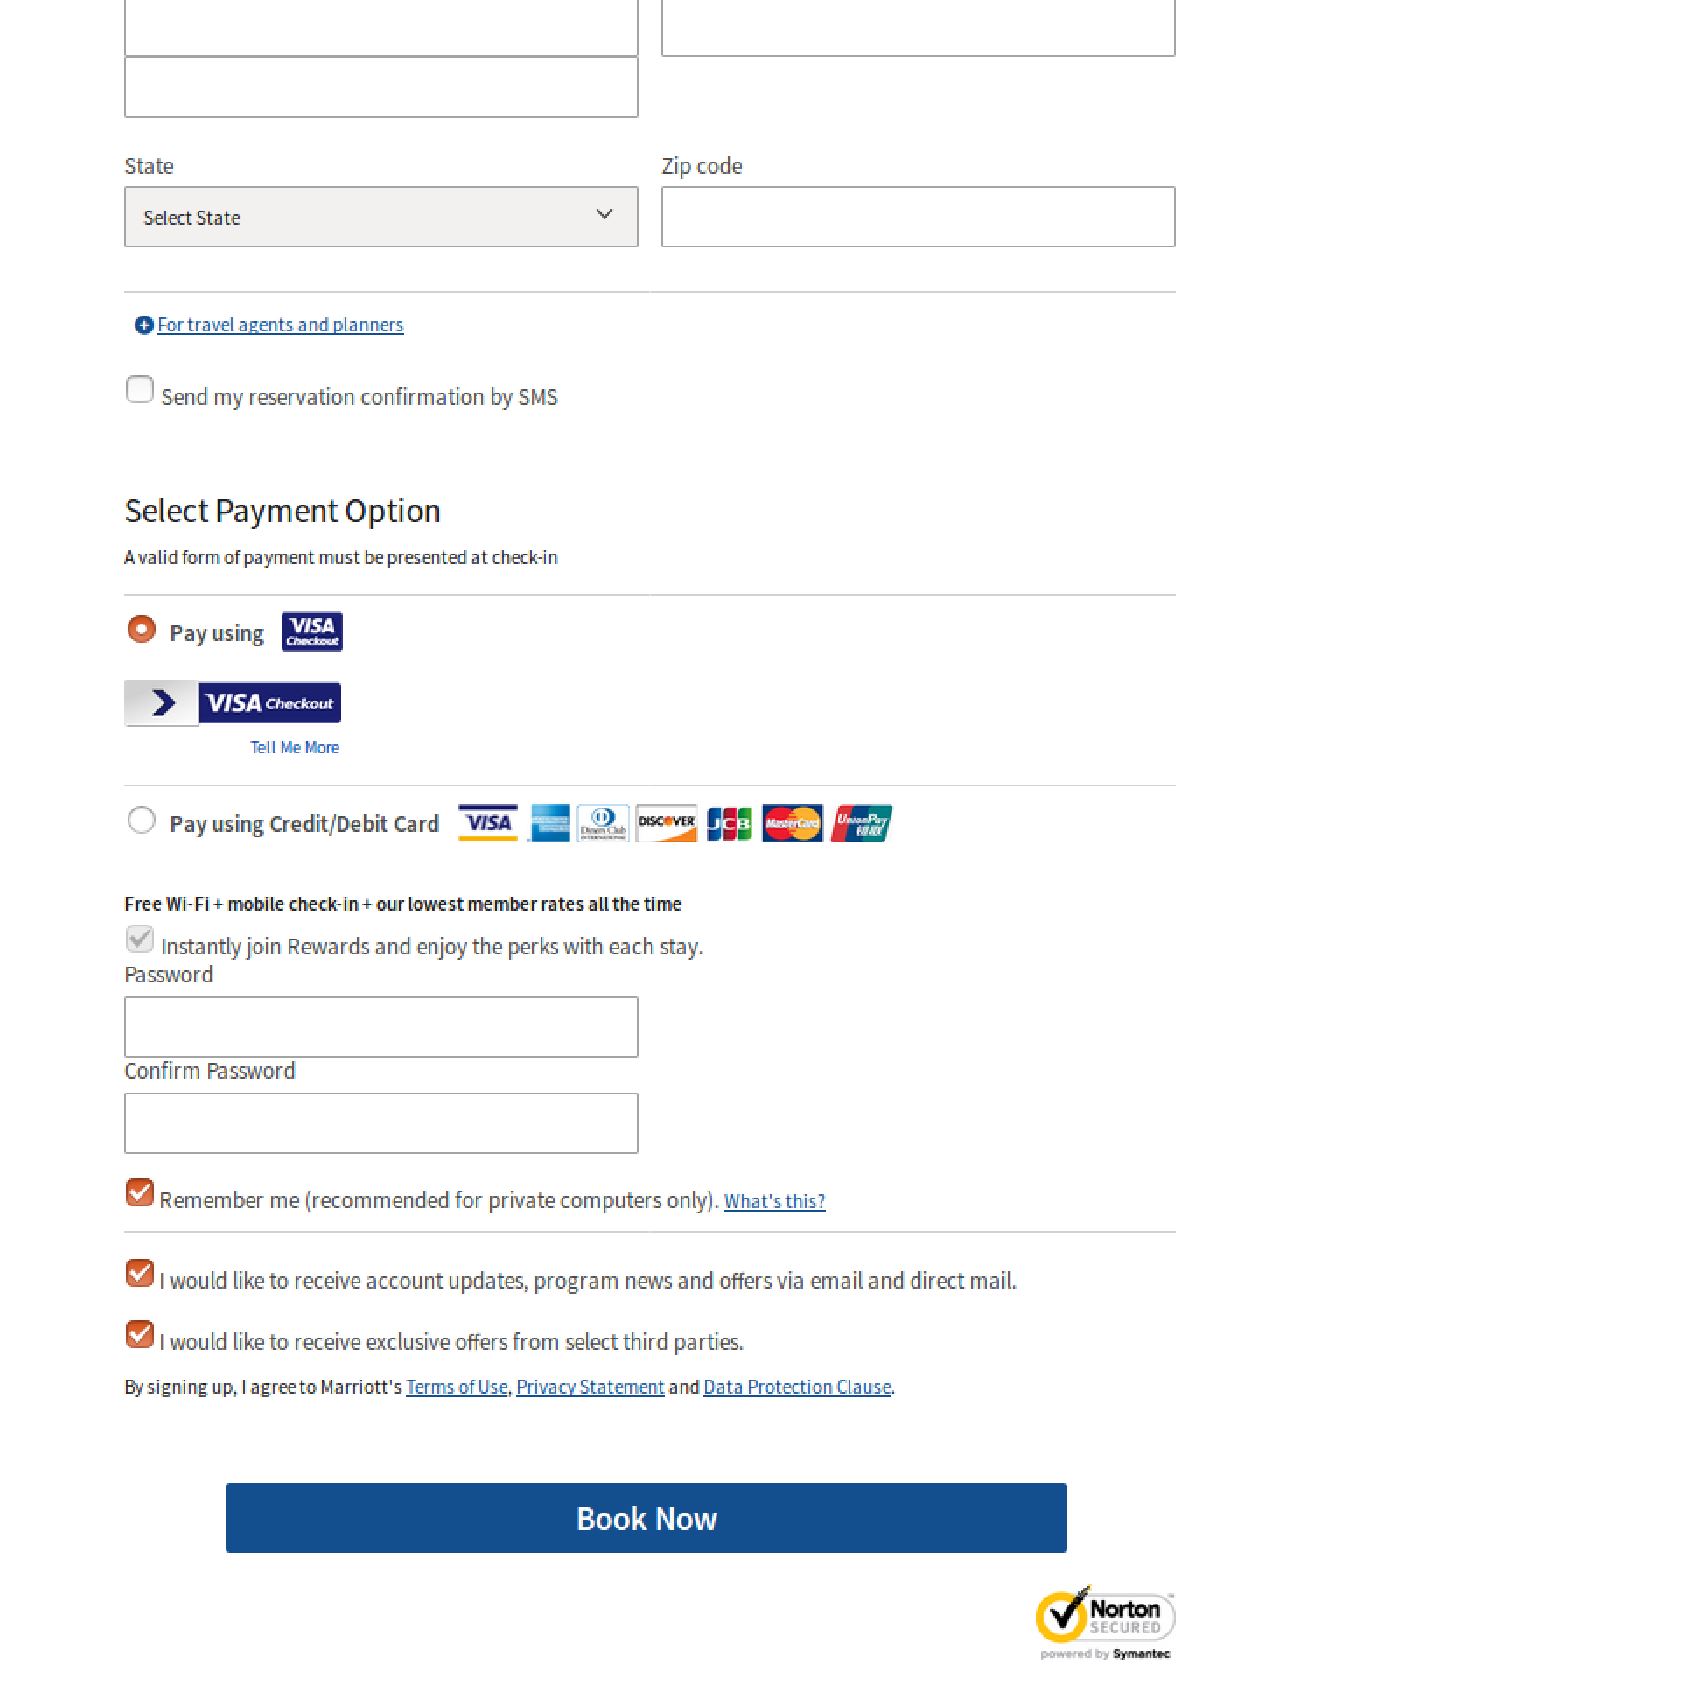 State
Zip code
Select State
For travel agents and planners
Send my reservation confirmation by SMS
Select Payment Option
A valid form of payment must be presented at check-in
Pay using VISA Checkout
VISA Checkout
Tell Me More
Pay using Credit/Debit Card VISA Diners Club INTERNATIONAL DISCOVER JCB MasterCard UnionPay
Free Wi-Fi + mobile check-in + our lowest member rates all the time
Instantly join Rewards and enjoy the perks with each stay.
Password
Confirm Password
Remember me (recommended for private computers only). What's this?
I would like to receive account updates, program news and offers via email and direct mail.
I would like to receive exclusive offers from select third parties.
By signing up, I agree to Marriott's Terms of Use, Privacy Statement and Data Protection Clause.
Book Now
Norton
SECURED
powered by Symantec